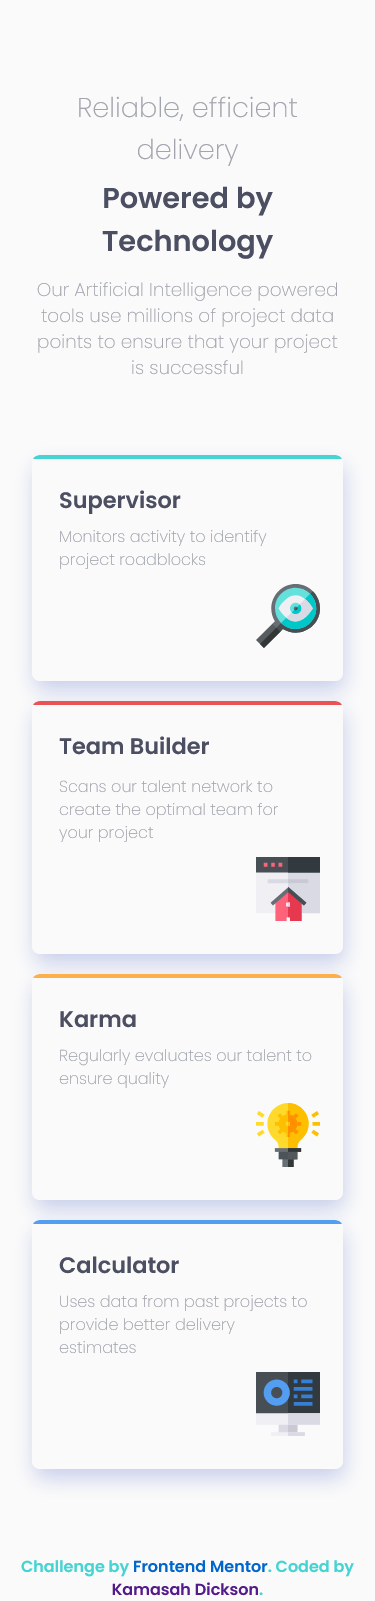 Reliable, efficient
delivery
Powered by
Technology
Our Artificial Intelligence powered
tools use millions of project data
points to ensure that your project
is successful
Supervisor
Monitors activity to identify
project roadblocks
Team Builder
Scans our talent network to
create the optimal team for
your project
Karma
Regularly evaluates our talent to
ensure quality
Calculator
Uses data from past projects to
provide better delivery
estimates
Challenge by Frontend Mentor. Coded by
Kamasah Dickson.